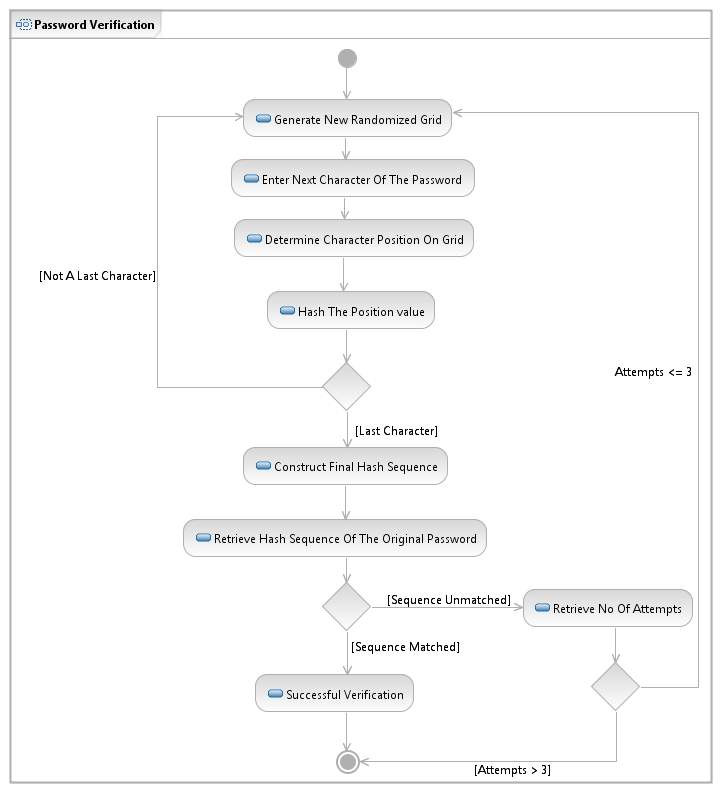 Password Verification
Generate New Randomized Grid
Enter Next Character Of The Password
Determine Character Position On Grid
[Not A Last Character]
Hash The Position value
Attempts <= 3
[Last Character]
Construct Final Hash Sequence
Retrieve Hash Sequence Of The Original Password
[Sequence Unmatched]
Retrieve No Of Attempts
[Sequence Matched]
Successful Verification
[Attempts > 3]